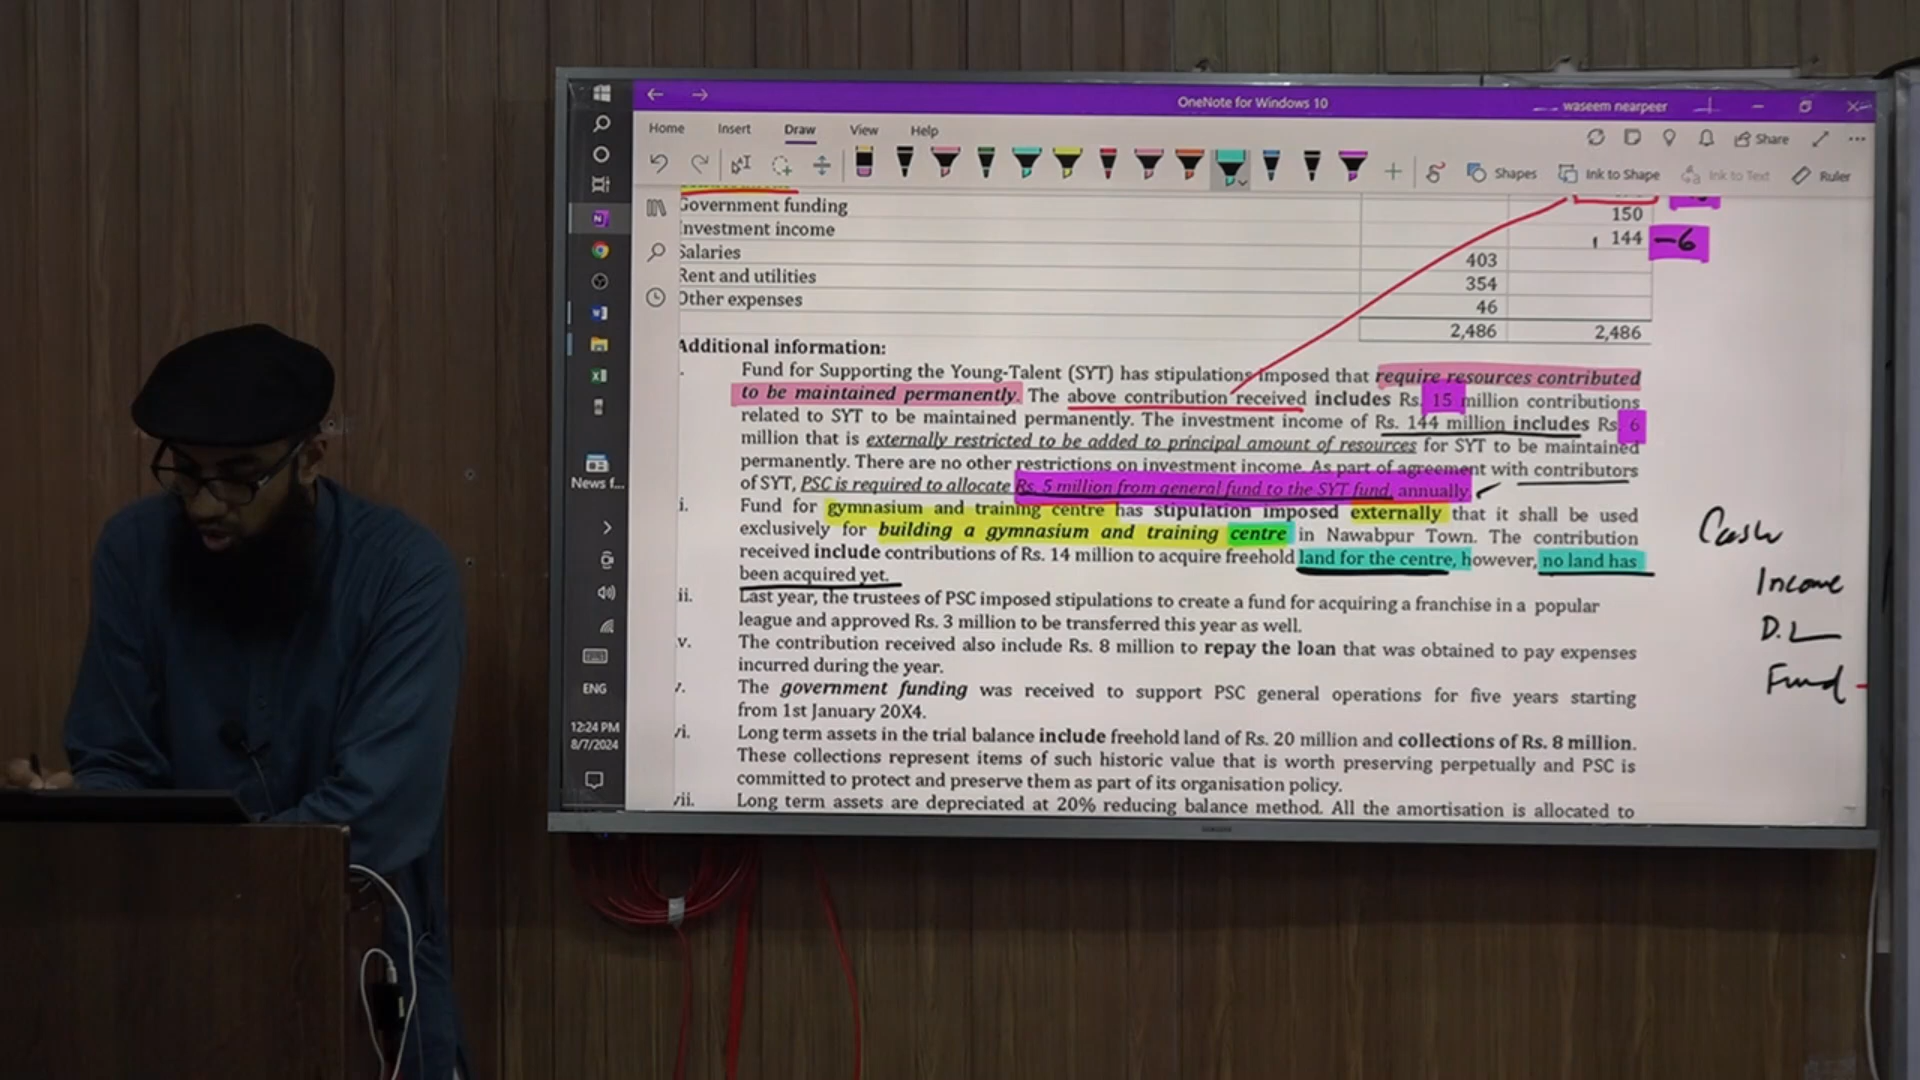 OneNote for Windows 10
waseem nearpeer
Home Insert Draw View Help
Share
Shapes Ink to Shape Ink to Text Ruler
Government funding 150
Investment income 144 -6
Salaries 403
Rent and utilities 354
Other expenses 46
2,486 2,486
Additional information:
Fund for Supporting the Young-Talent (SYT) has stipulations imposed that require resources contributed
to be maintained permanently. The above contribution received includes Rs. 15 million contributions
related to SYT to be maintained permanently. The investment income of Rs. 144 million includes Rs. 6
million that is externally restricted to be added to principal amount of resources for SYT to be maintained
permanently. There are no other restrictions on investment income. As part of agreement with contributors
of SYT, PSC is required to allocate Rs. 5 million from general fund to the SYT fund, annually.
i. Fund for gymnasium and training centre has stipulation imposed externally that it shall be used
exclusively for building a gymnasium and training centre in Nawabpur Town. The contribution
received include contributions of Rs. 14 million to acquire freehold land for the centre, however, no land has
been acquired yet.
ii. Last year, the trustees of PSC imposed stipulations to create a fund for acquiring a franchise in a popular
league and approved Rs. 3 million to be transferred this year as well.
v. The contribution received also include Rs. 8 million to repay the loan that was obtained to pay expenses
incurred during the year.
v. The government funding was received to support PSC general operations for five years starting
from 1st January 20X4.
vi. Long term assets in the trial balance include freehold land of Rs. 20 million and collections of Rs. 8 million.
These collections represent items of such historic value that is worth preserving perpetually and PSC is
committed to protect and preserve them as part of its organisation policy.
vii. Long term assets are depreciated at 20% reducing balance method. All the amortisation is allocated to
Cash
Income
D.L
Fund
News f...
ENG
12:24 PM
8/7/2024
SAMSUNG